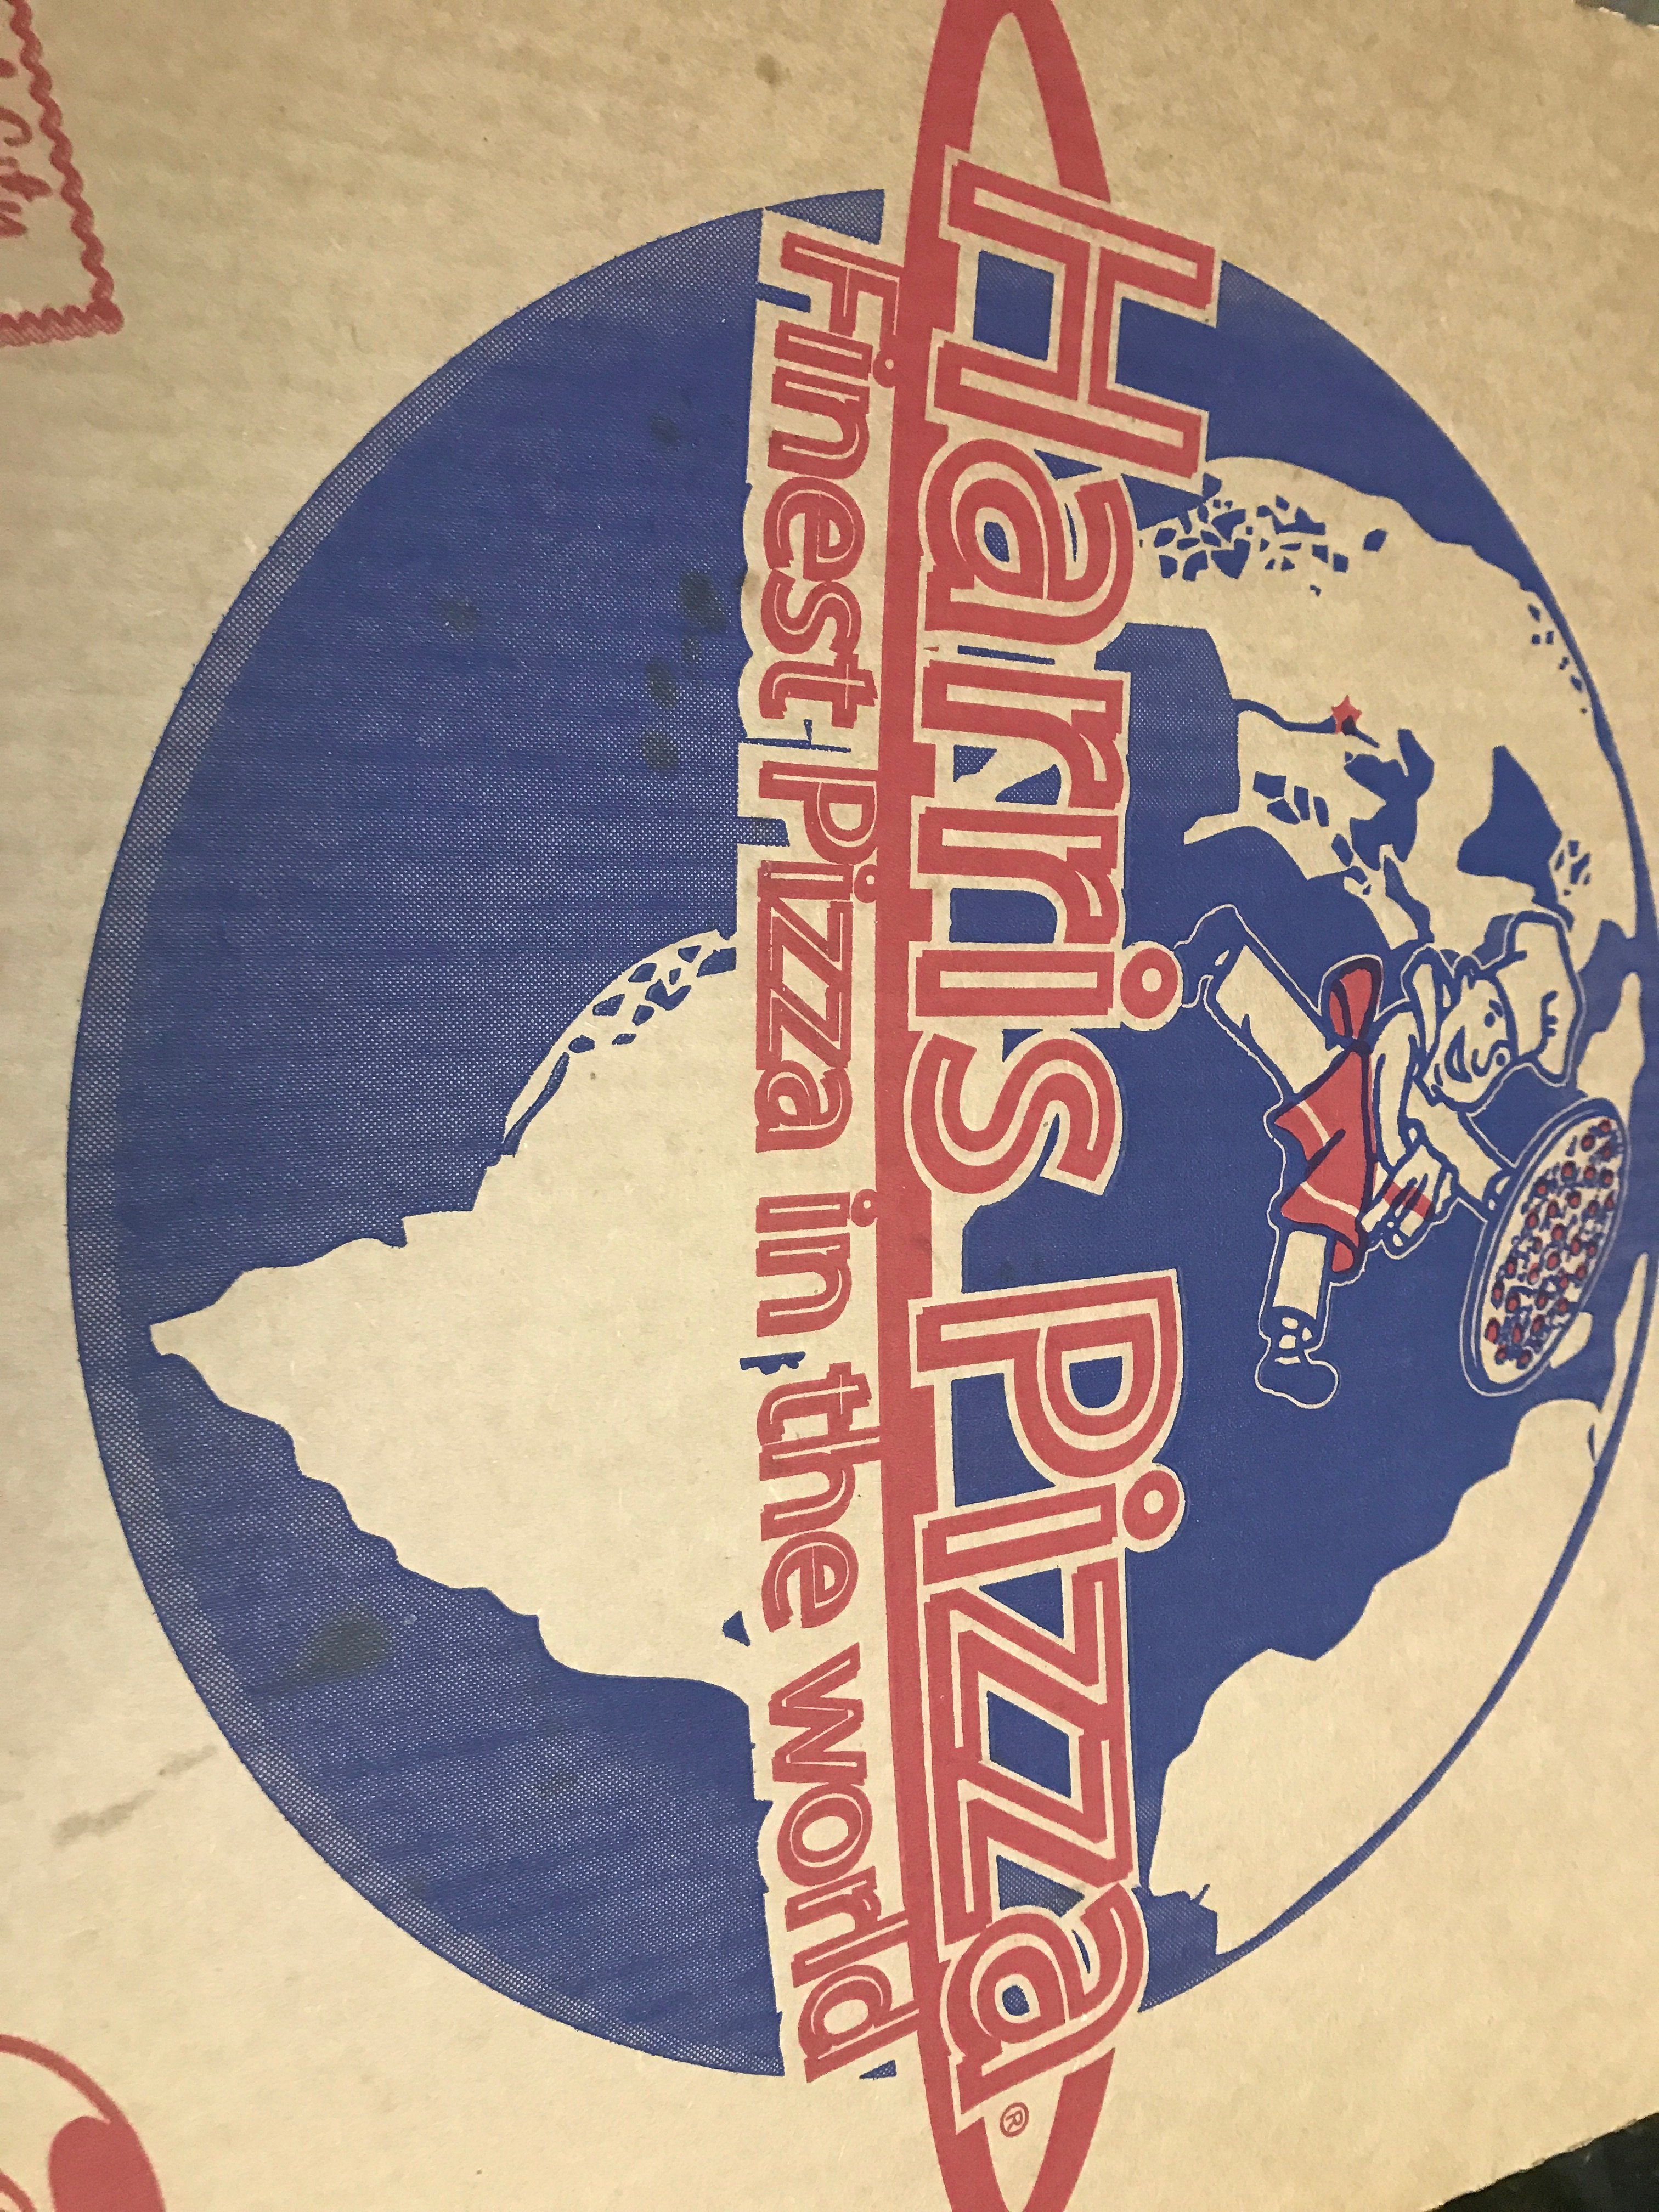 Harris Pizza®
Finest Pizza in the world